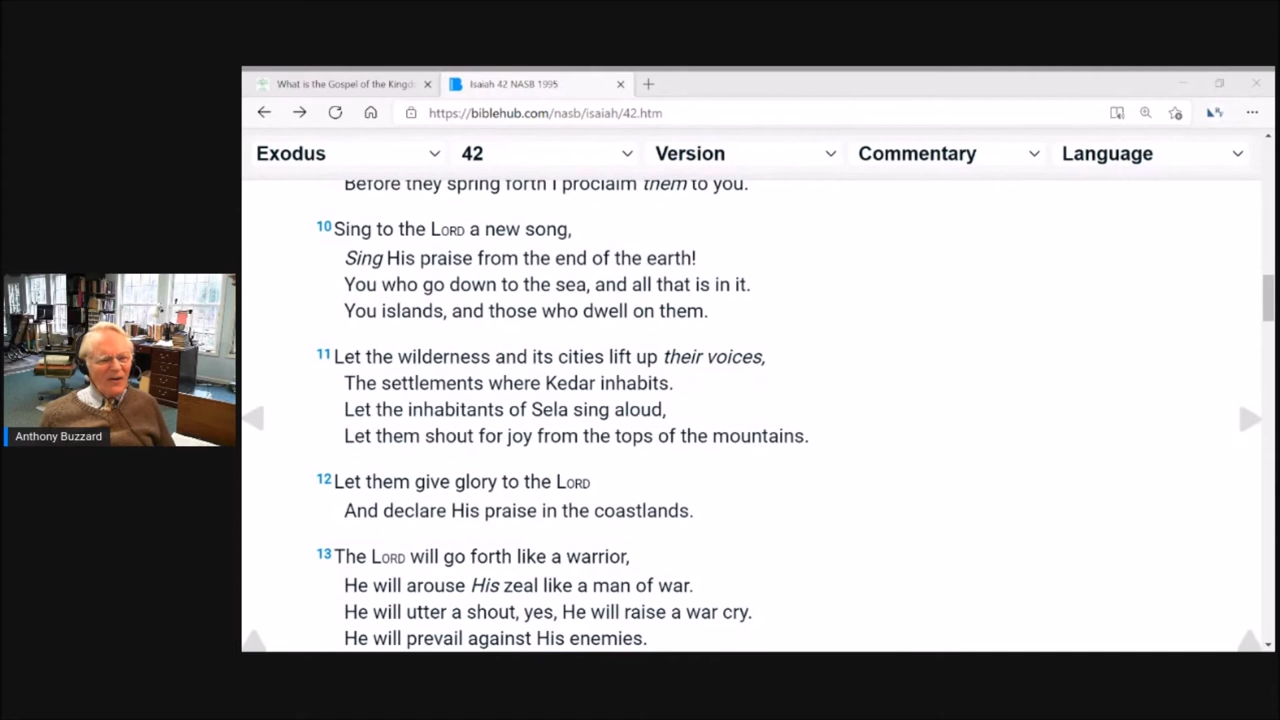 What is the Gospel of the Kingd
Isaiah 42 NASB 1995
https://biblehub.com/nasb/isaiah/42.htm
Exodus 42 Version Commentary Language
Before they spring forth I proclaim them to you.
10 Sing to the LORD a new song,
Sing His praise from the end of the earth!
You who go down to the sea, and all that is in it.
You islands, and those who dwell on them.
11 Let the wilderness and its cities lift up their voices,
The settlements where Kedar inhabits.
Let the inhabitants of Sela sing aloud,
Let them shout for joy from the tops of the mountains.
12 Let them give glory to the LORD
And declare His praise in the coastlands.
13 The LORD will go forth like a warrior,
He will arouse His zeal like a man of war.
He will utter a shout, yes, He will raise a war cry.
He will prevail against His enemies.
Anthony Buzzard